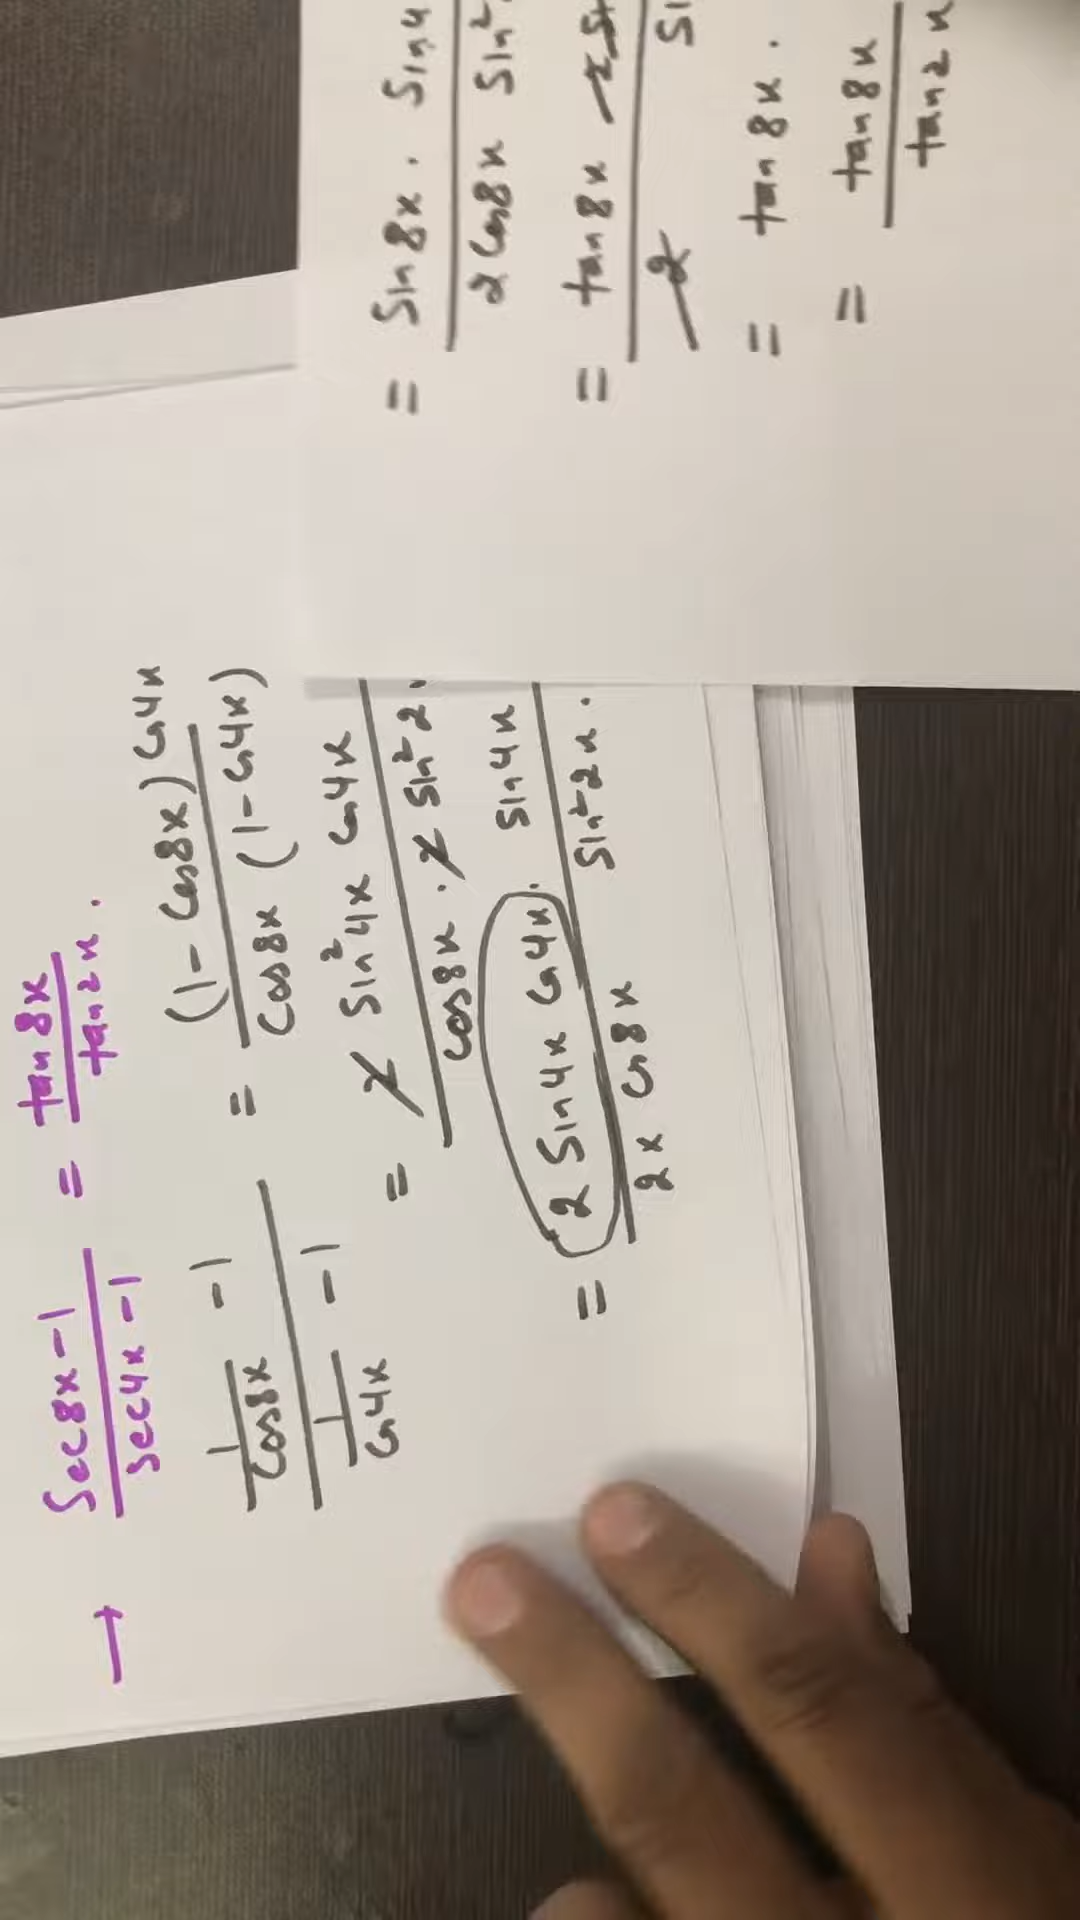 → Sec8x-1 / sec4x-1 = tan8x / tan2x.
1/cos8x -1 / 1/cos4x -1 = (1-cos8x) cos4x / cos8x (1-cos4x)
= 2 Sin²4x cos4x / cos8x . 2 sin²2
= 2 Sin4x cos4x . sin4x / 2x cos8x sin²2x.
= Sin8x . Sin4 / 2 cos8x Sin²
= tan8x 2 / 2
= tan8x .
= tan8x / tan2x